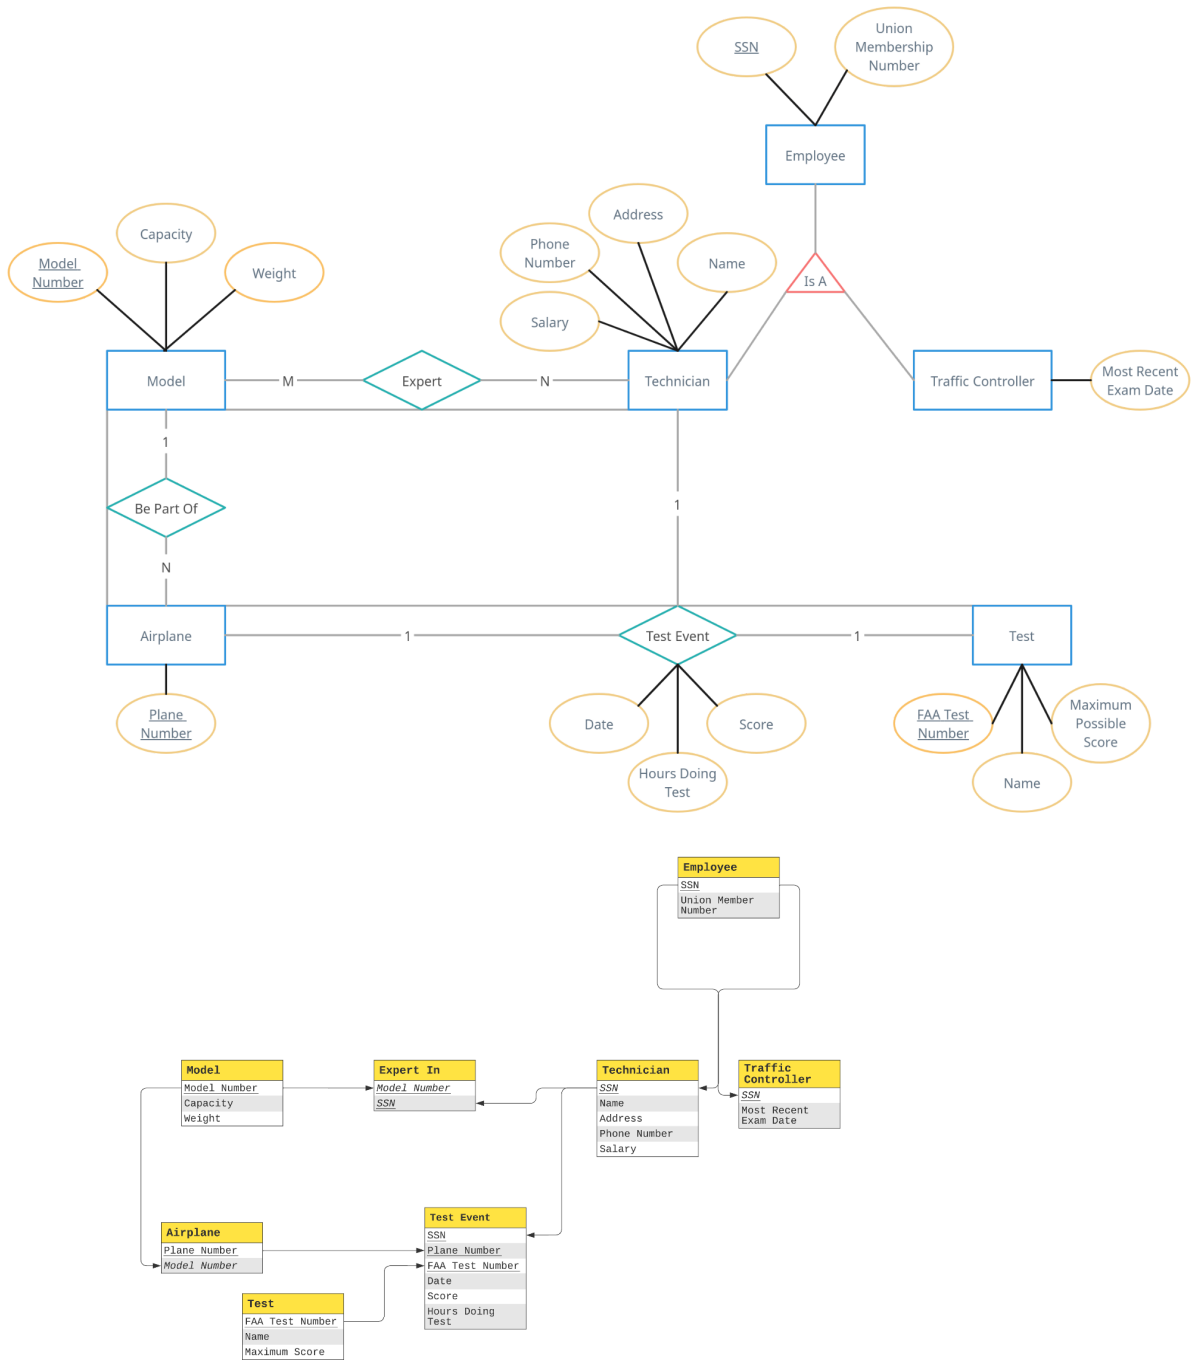 SSN
Union
Membership
Number
Employee
Address
Phone
Number
Name
Capacity
Model
Number
Weight
Is A
Salary
Model
M
Expert
N
Technician
Traffic Controller
Most Recent
Exam Date
1
Be Part Of
1
N
Airplane
1
Test Event
1
Test
Plane
Number
Date
Score
Hours Doing
Test
FAA Test
Number
Maximum
Possible
Score
Name
Employee
SSN
Union Member
Number
Model
Model Number
Capacity
Weight
Expert In
Model Number
SSN
Technician
SSN
Name
Address
Phone Number
Salary
Traffic
Controller
SSN
Most Recent
Exam Date
Airplane
Plane Number
Model Number
Test Event
SSN
Plane Number
FAA Test Number
Date
Score
Hours Doing
Test
Test
FAA Test Number
Name
Maximum Score